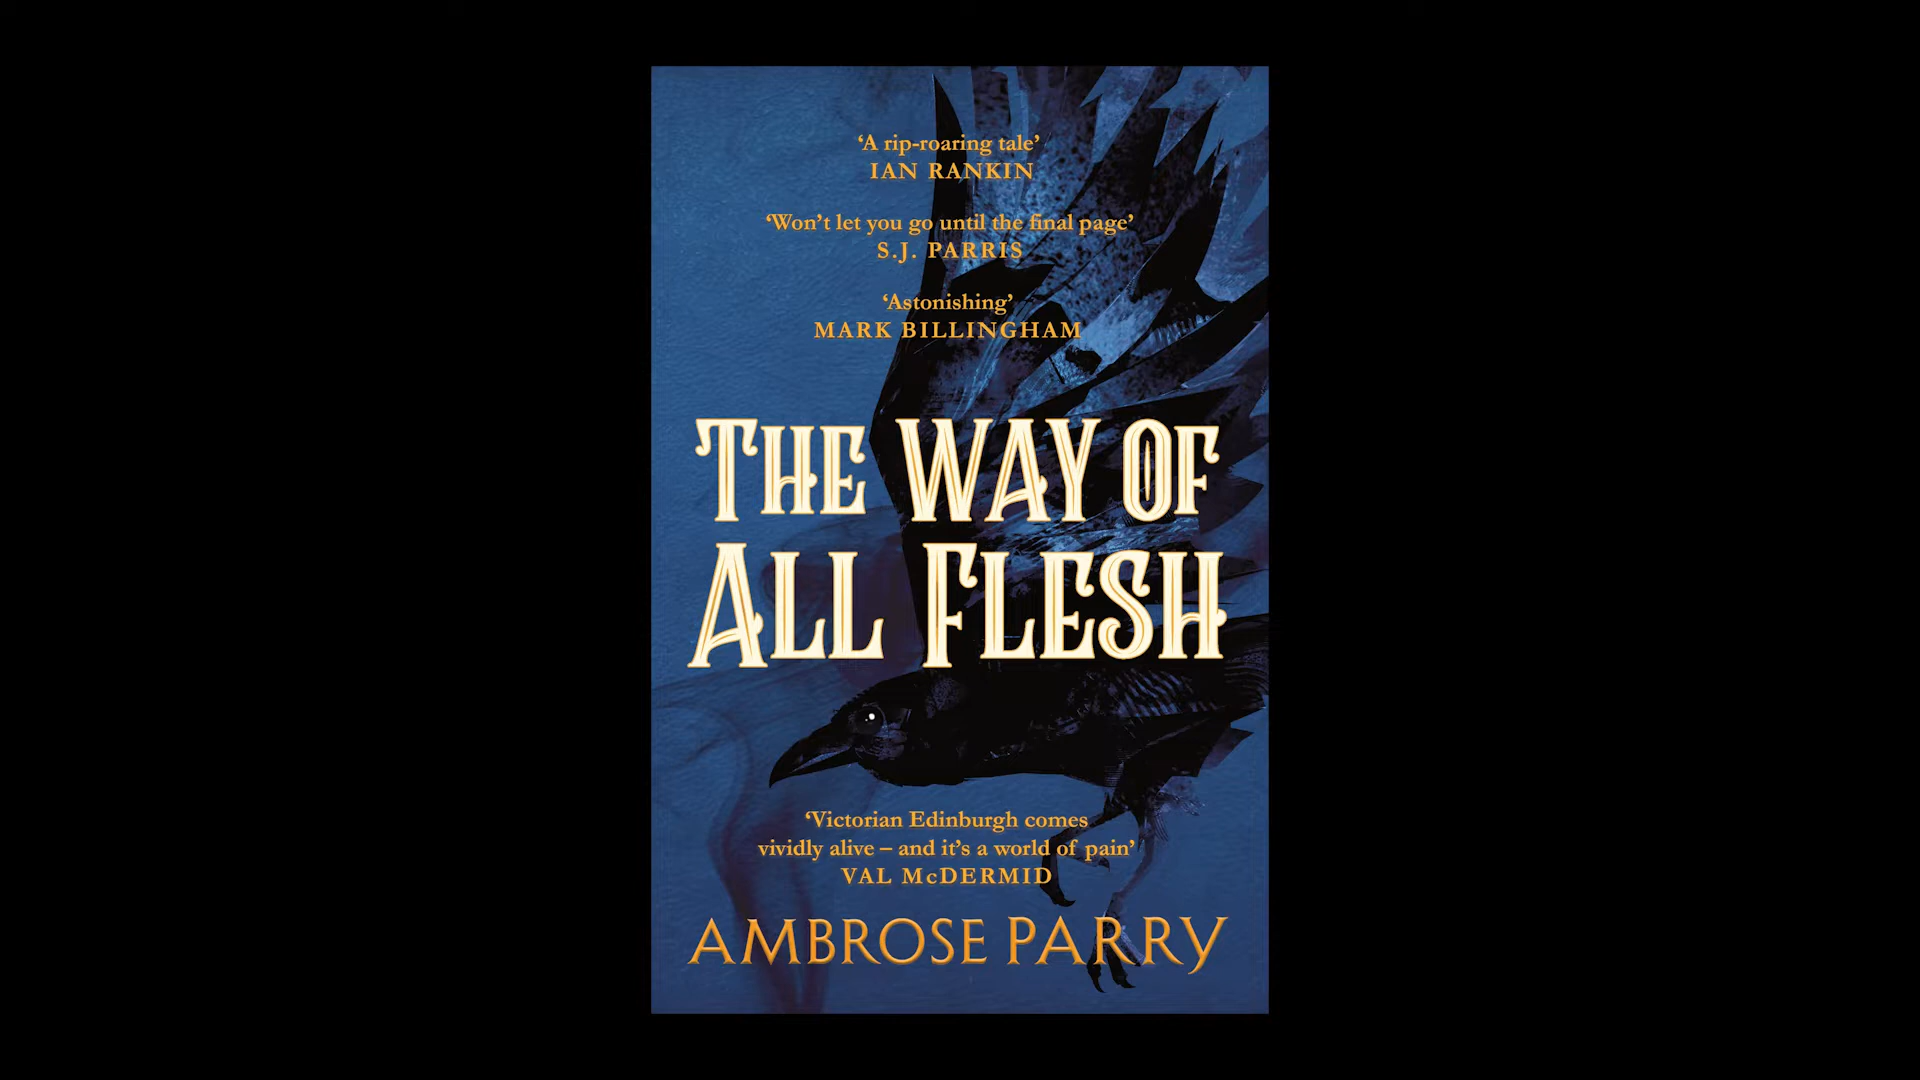 ‘A rip-roaring tale’
IAN RANKIN
‘Won’t let you go until the final page’
S.J. PARRIS
‘Astonishing’
MARK BILLINGHAM
THE WAY OF
ALL FLESH
‘Victorian Edinburgh comes
vividly alive – and it’s a world of pain’
VAL McDERMID
AMBROSE PARRY